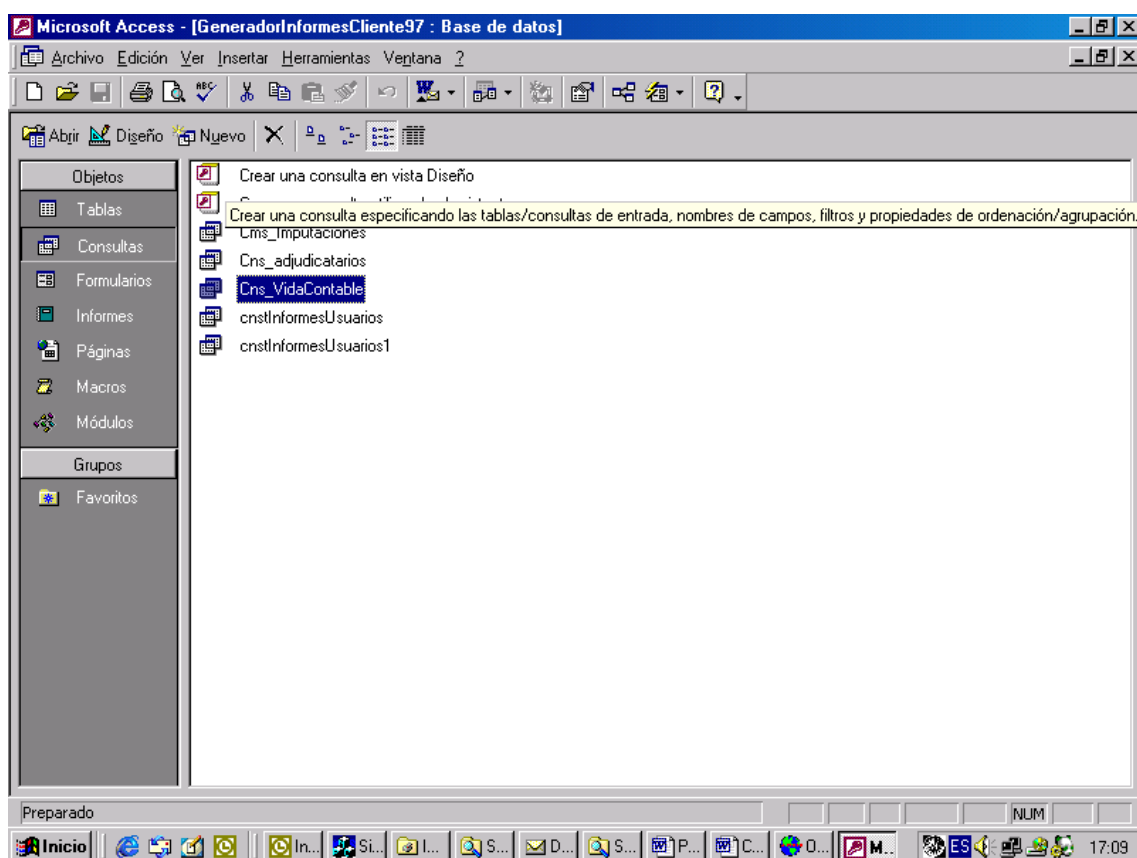 Microsoft Access - [GeneradorInformesCliente97 : Base de datos]
Archivo Edición Ver Insertar Herramientas Ventana ?
Abrir Diseño Nuevo
Objetos
Tablas
Consultas
Formularios
Informes
Páginas
Macros
Módulos
Grupos
Favoritos
Crear una consulta en vista Diseño
Crear una consulta especificando las tablas/consultas de entrada, nombres de campos, filtros y propiedades de ordenación/agrupación.
Cms_Imputaciones
Cns_adjudicatarios
Cns_VidaContable
cnstInformesUsuarios
cnstInformesUsuarios1
Preparado
NUM
Inicio In... Si... I... S... D... S... P... C... O... M.. ES 17:09